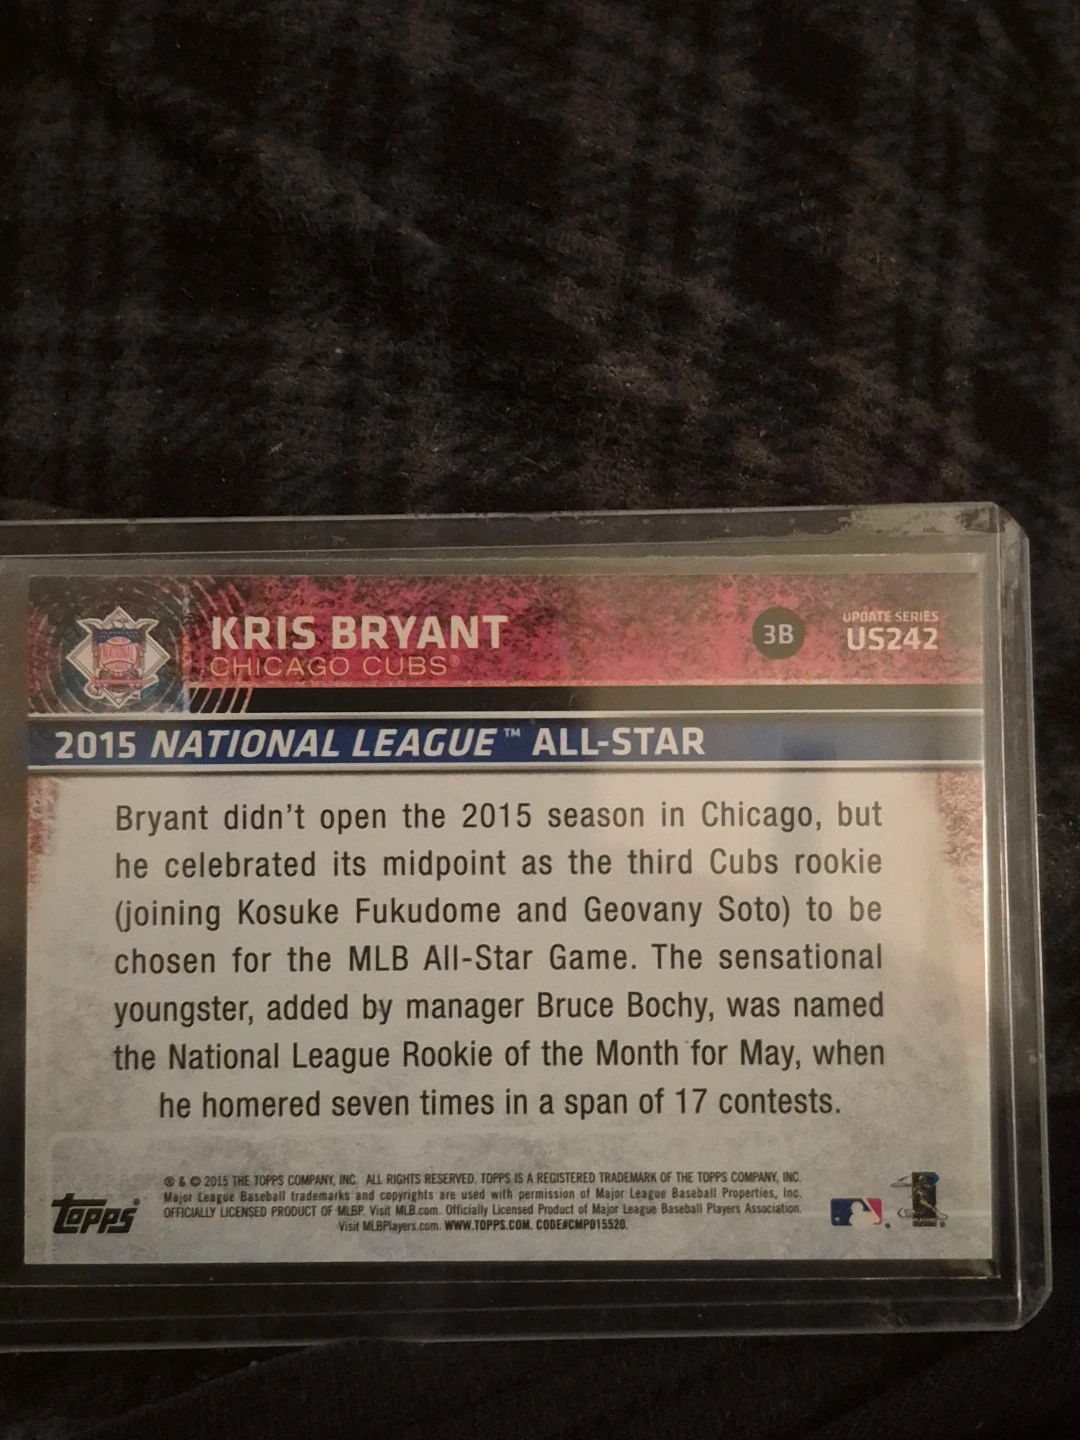 KRIS BRYANT
CHICAGO CUBS®
3B
UPDATE SERIES
US242
2015 NATIONAL LEAGUE™ ALL-STAR
Bryant didn't open the 2015 season in Chicago, but
he celebrated its midpoint as the third Cubs rookie
(joining Kosuke Fukudome and Geovany Soto) to be
chosen for the MLB All-Star Game. The sensational
youngster, added by manager Bruce Bochy, was named
the National League Rookie of the Month for May, when
he homered seven times in a span of 17 contests.
Topps®
® & © 2015 THE TOPPS COMPANY, INC. ALL RIGHTS RESERVED. TOPPS IS A REGISTERED TRADEMARK OF THE TOPPS COMPANY, INC.
Major League Baseball trademarks and copyrights are used with permission of Major League Baseball Properties, Inc.
OFFICIALLY LICENSED PRODUCT OF MLBP. Visit MLB.com. Officially Licensed Product of Major League Baseball Players Association.
Visit MLBPlayers.com. WWW.TOPPS.COM. CODE#CMP015520.